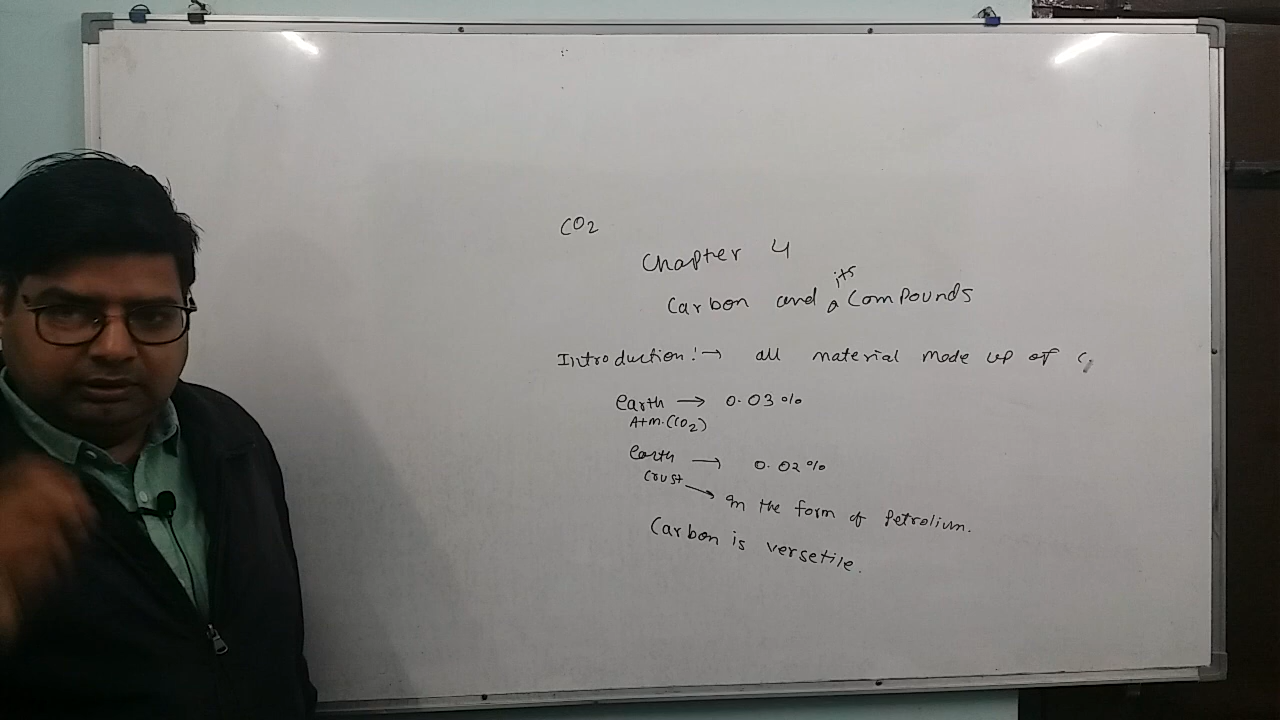 CO2
Chapter 4
its
Carbon and Compounds
Introduction:→ all material made up of C,
earth → 0.03%
Atm.(CO2)
earth → 0.02%
crust → In the form of Petrolium.
Carbon is versetile.